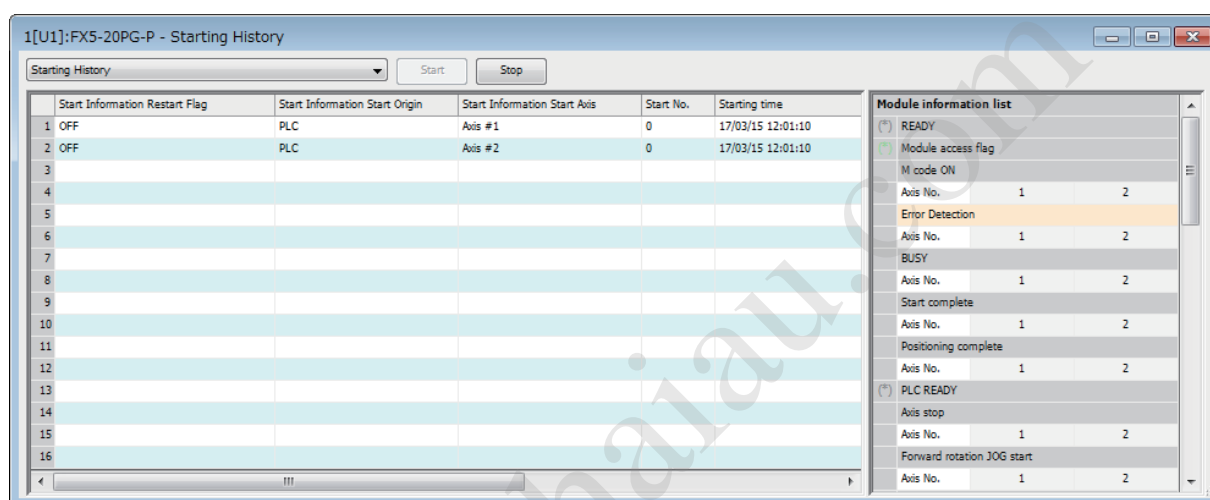 1[U1]:FX5-20PG-P - Starting History
Starting History Start Stop
Start Information Restart Flag Start Information Start Origin Start Information Start Axis Start No. Starting time
1 OFF PLC Axis #1 0 17/03/15 12:01:10
2 OFF PLC Axis #2 0 17/03/15 12:01:10
3
4
5
6
7
8
9
10
11
12
13
14
15
16
Module information list
(*) READY
(*) Module access flag
M code ON
Axis No. 1 2
Error Detection
Axis No. 1 2
BUSY
Axis No. 1 2
Start complete
Axis No. 1 2
Positioning complete
Axis No. 1 2
(*) PLC READY
Axis stop
Axis No. 1 2
Forward rotation JOG start
Axis No. 1 2